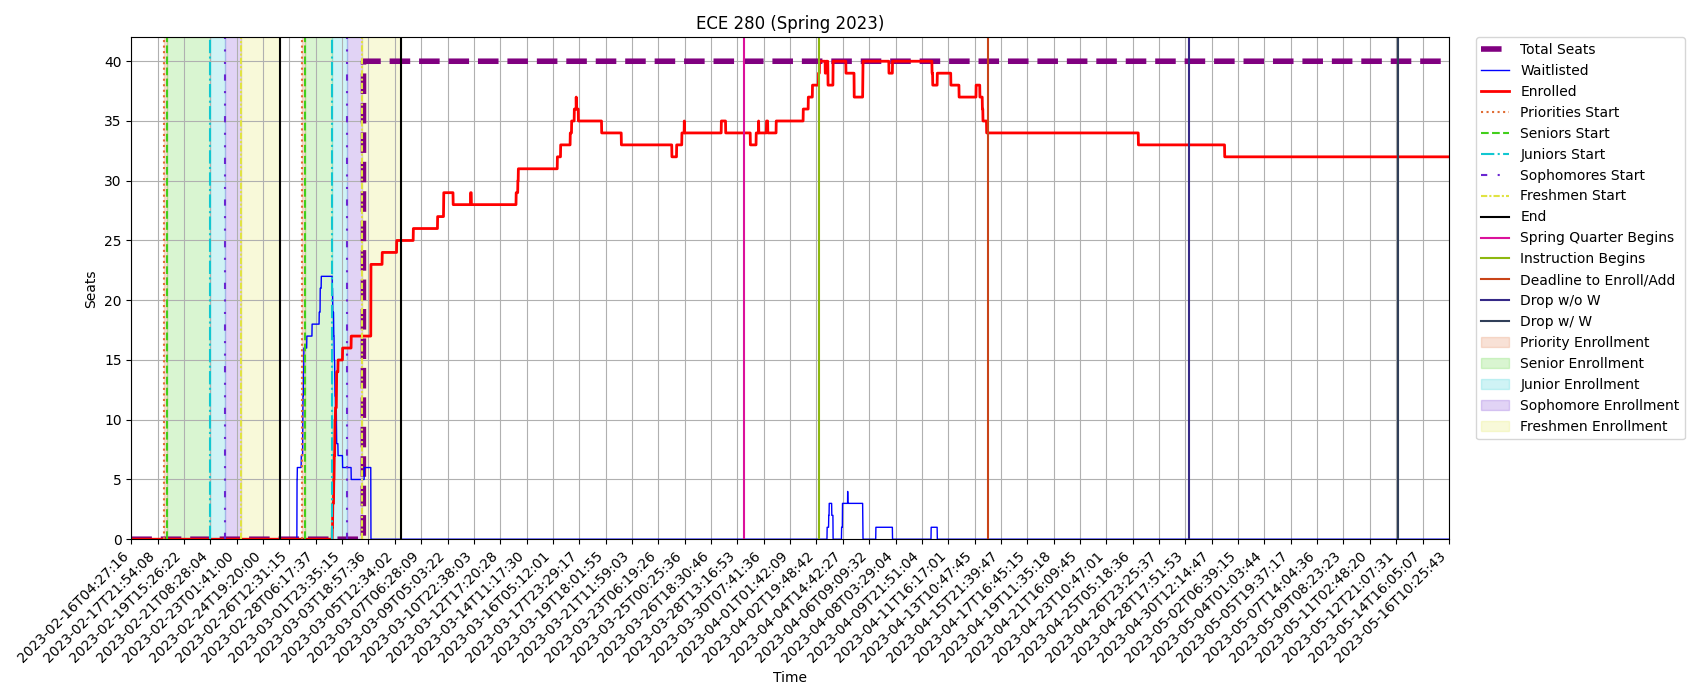 ECE 280 (Spring 2023)
Seats
40
35
30
25
20
15
10
5
0
2023-02-16T04:27:16
2023-02-17T21:54:08
2023-02-19T15:26:22
2023-02-21T08:28:04
2023-02-23T01:41:00
2023-02-24T19:20:00
2023-02-26T12:31:15
2023-02-28T06:17:37
2023-03-01T23:35:15
2023-03-03T18:57:36
2023-03-05T12:34:02
2023-03-07T06:28:09
2023-03-09T05:03:22
2023-03-10T22:38:03
2023-03-12T17:20:28
2023-03-14T11:17:30
2023-03-16T05:12:01
2023-03-17T23:29:17
2023-03-19T18:01:55
2023-03-21T11:59:03
2023-03-23T06:19:26
2023-03-25T00:25:36
2023-03-26T18:30:46
2023-03-28T13:16:53
2023-03-30T07:41:36
2023-04-01T01:42:09
2023-04-02T19:48:42
2023-04-04T14:42:27
2023-04-06T09:09:32
2023-04-08T03:29:04
2023-04-09T21:51:04
2023-04-11T16:17:01
2023-04-13T10:47:45
2023-04-15T21:39:47
2023-04-17T16:45:15
2023-04-19T11:35:18
2023-04-21T16:09:45
2023-04-23T10:47:01
2023-04-25T05:18:36
2023-04-26T23:25:37
2023-04-28T17:51:53
2023-04-30T12:14:47
2023-05-02T06:39:15
2023-05-04T01:03:44
2023-05-05T19:37:17
2023-05-07T14:04:36
2023-05-09T08:23:23
2023-05-11T02:48:20
2023-05-12T21:07:31
2023-05-14T16:05:07
2023-05-16T10:25:43
Time
Total Seats
Waitlisted
Enrolled
Priorities Start
Seniors Start
Juniors Start
Sophomores Start
Freshmen Start
End
Spring Quarter Begins
Instruction Begins
Deadline to Enroll/Add
Drop w/o W
Drop w/ W
Priority Enrollment
Senior Enrollment
Junior Enrollment
Sophomore Enrollment
Freshmen Enrollment